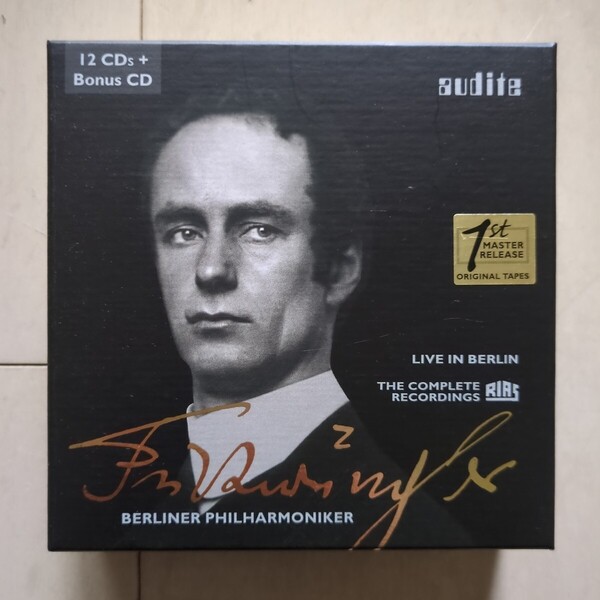 12 CDs +
Bonus CD
audite
1st
MASTER
RELEASE
ORIGINAL TAPES
LIVE IN BERLIN
THE COMPLETE
RECORDINGS RIAS
BERLINER PHILHARMONIKER